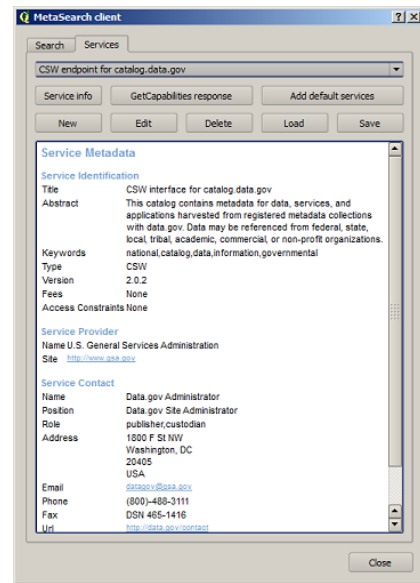 MetaSearch client
Search Services
CSW endpoint for catalog.data.gov
Service info GetCapabilities response Add default services
New Edit Delete Load Save
Service Metadata
Service Identification
Title CSW interface for catalog.data.gov
Abstract This catalog contains metadata for data, services, and
applications harvested from registered metadata collections
with data.gov. Data may be referenced from federal, state,
local, tribal, academic, commercial, or non-profit organizations.
Keywords national,catalog,data,information,governmental
Type CSW
Version 2.0.2
Fees None
Access Constraints None
Service Provider
Name U.S. General Services Administration
Site http://www.gsa.gov
Service Contact
Name Data.gov Administrator
Position Data.gov Site Administrator
Role publisher,custodian
Address 1800 F St NW
Washington, DC
20405
USA
Email datagov@gsa.gov
Phone (800)-488-3111
Fax DSN 465-1416
Url http://data.gov/contact
Close